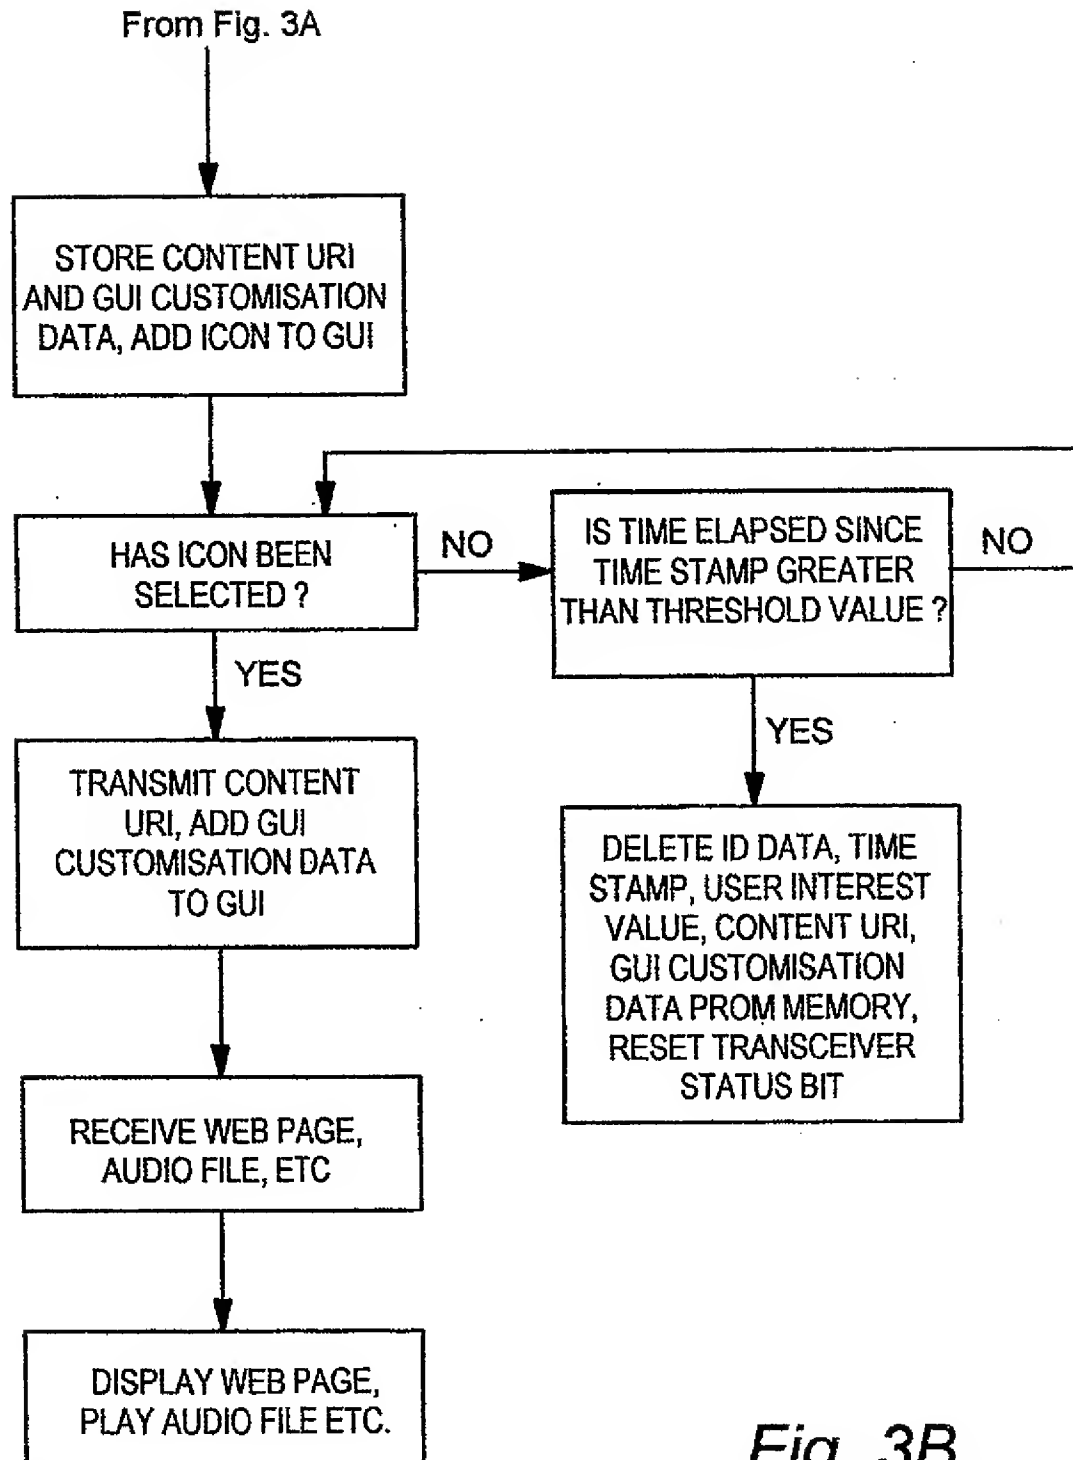 From Fig. 3A
STORE CONTENT URI
AND GUI CUSTOMISATION
DATA, ADD ICON TO GUI
HAS ICON BEEN
SELECTED ?
NO
IS TIME ELAPSED SINCE
TIME STAMP GREATER
THAN THRESHOLD VALUE ?
NO
YES
TRANSMIT CONTENT
URI, ADD GUI
CUSTOMISATION DATA
TO GUI
YES
DELETE ID DATA, TIME
STAMP, USER INTEREST
VALUE, CONTENT URI,
GUI CUSTOMISATION
DATA PROM MEMORY,
RESET TRANSCEIVER
STATUS BIT
RECEIVE WEB PAGE,
AUDIO FILE, ETC
DISPLAY WEB PAGE,
PLAY AUDIO FILE ETC.
Fig. 3B